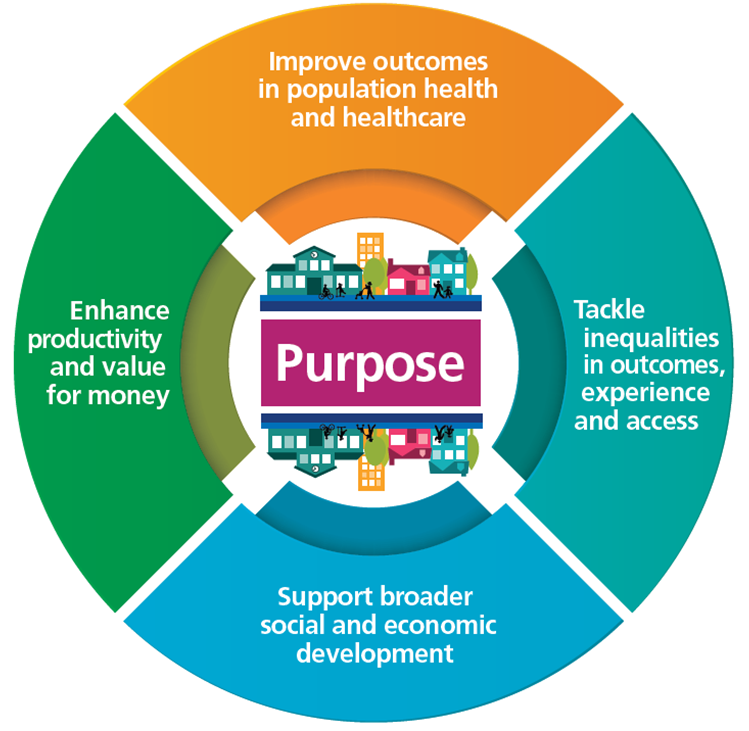 Improve outcomes
in population health
and healthcare
Tackle
inequalities
in outcomes,
experience
and access
Support broader
social and economic
development
Enhance
productivity
and value
for money
Purpose